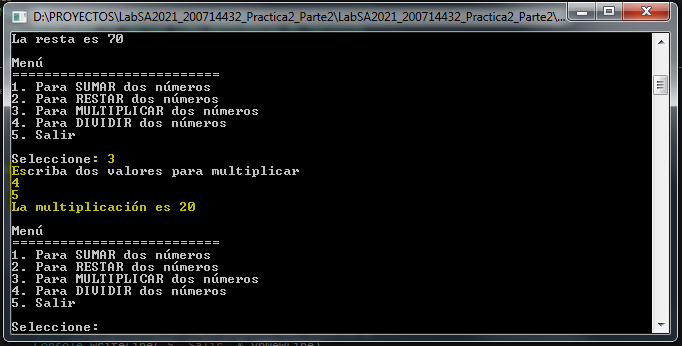 D:\PROYECTOS\LabSA2021_200714432_Practica2_Parte2\LabSA2021_200714432_Practica2_Parte2\...
La resta es 70
Menú
==========================
1. Para SUMAR dos números
2. Para RESTAR dos números
3. Para MULTIPLICAR dos números
4. Para DIVIDIR dos números
5. Salir
Seleccione: 3
Escriba dos valores para multiplicar
4
5
La multiplicación es 20
Menú
==========================
1. Para SUMAR dos números
2. Para RESTAR dos números
3. Para MULTIPLICAR dos números
4. Para DIVIDIR dos números
5. Salir
Seleccione: